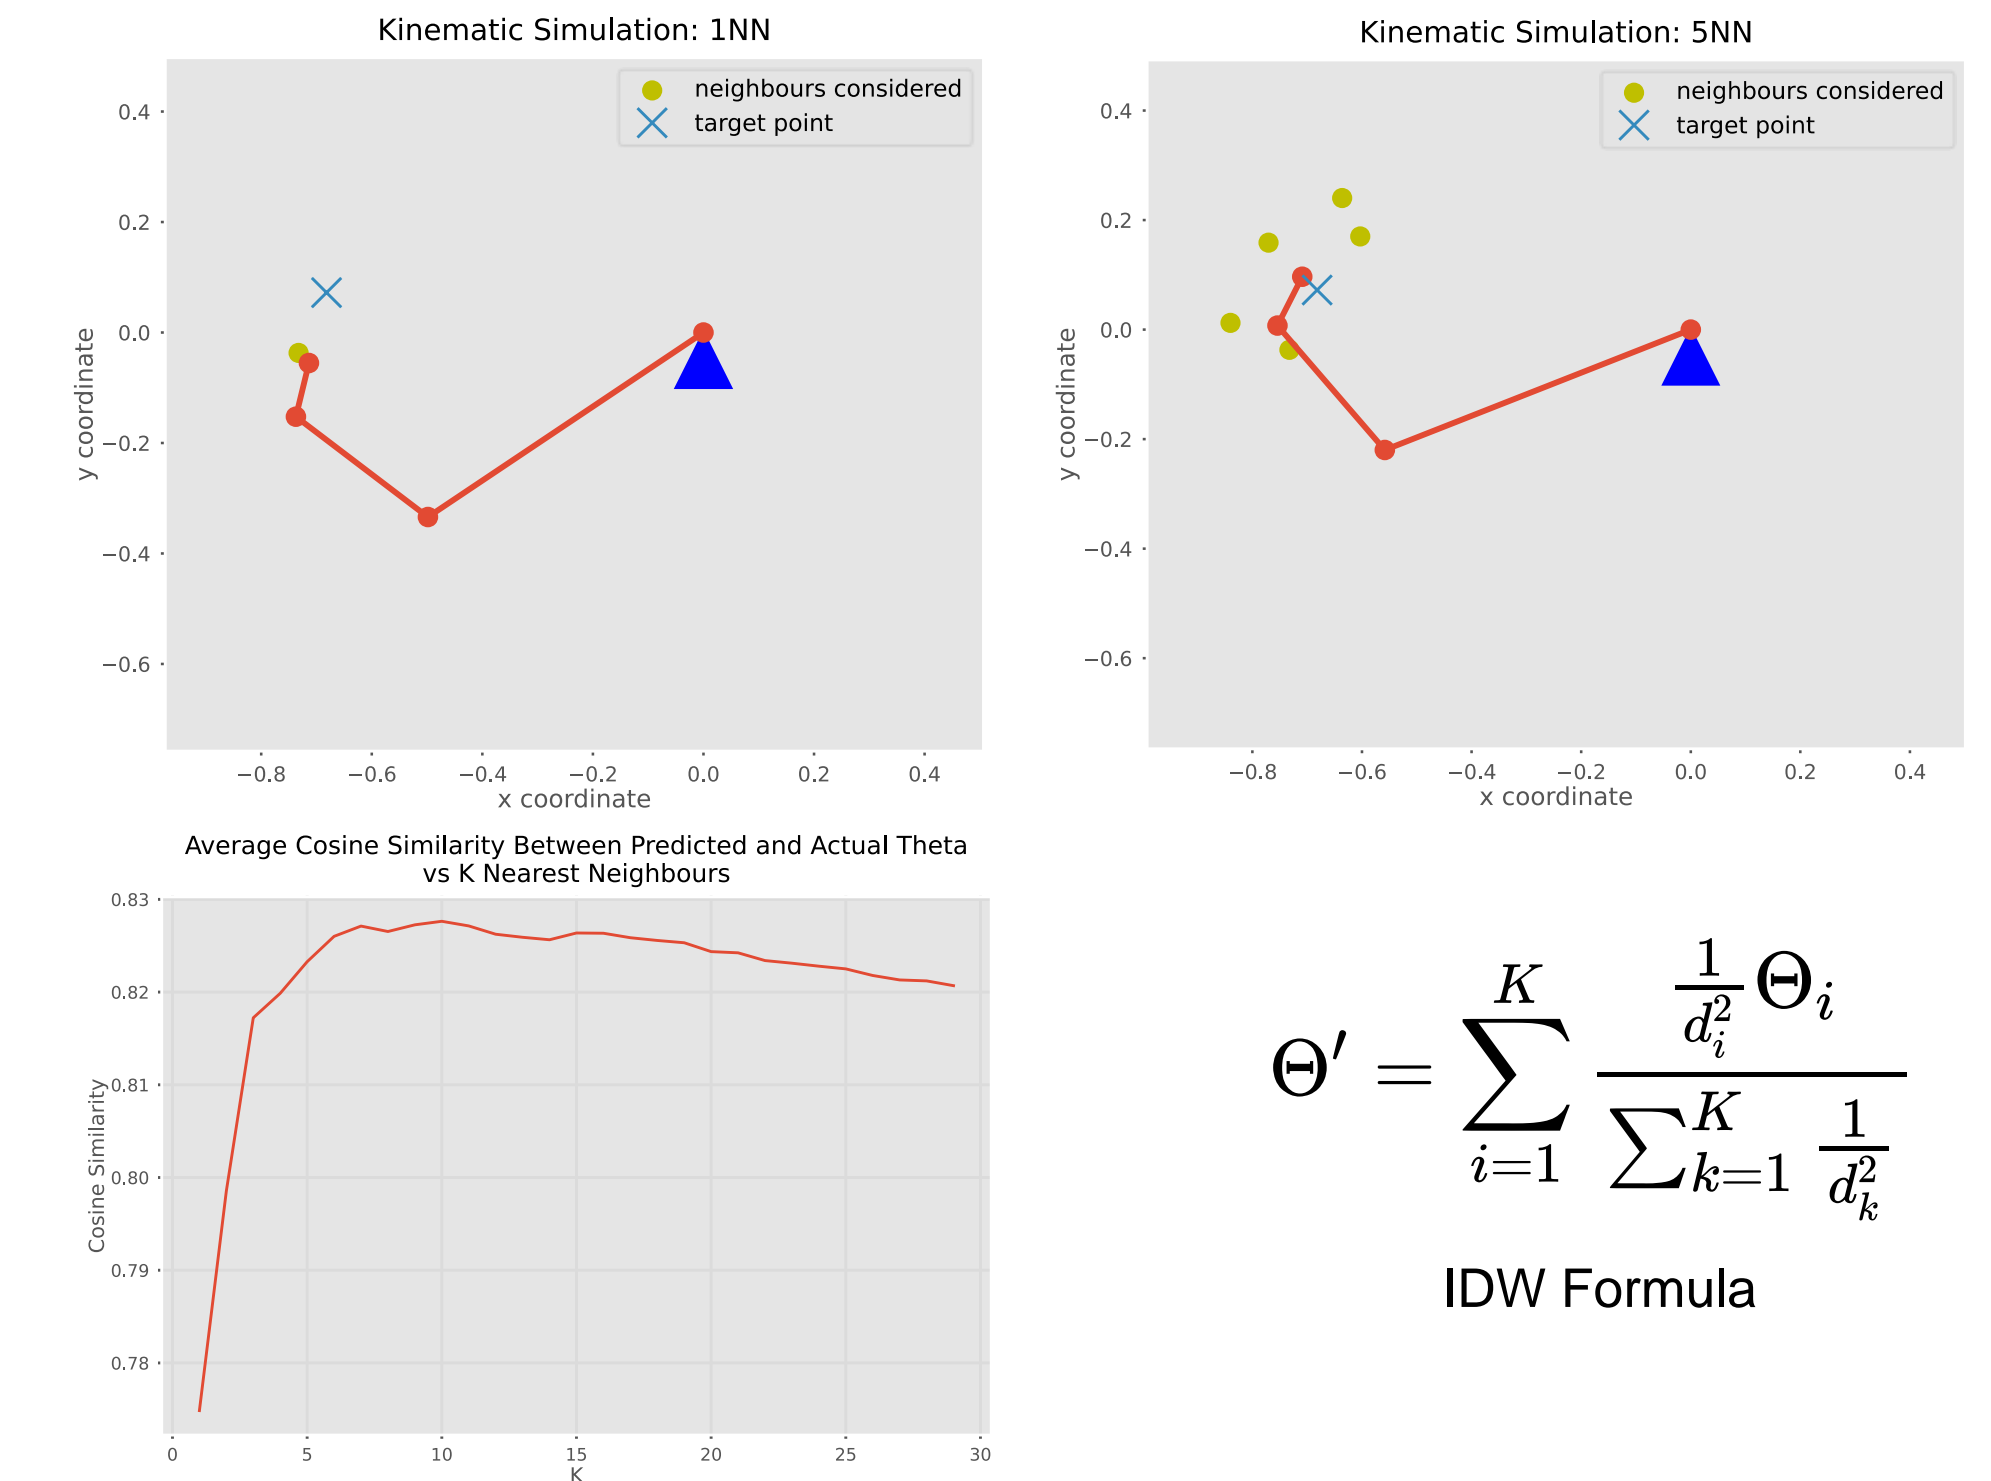 Kinematic Simulation: 1NN
neighbours considered
target point
0.4
0.2
0.0
−0.2
−0.4
−0.6
y coordinate
−0.8 −0.6 −0.4 −0.2 0.0 0.2 0.4
x coordinate
Kinematic Simulation: 5NN
neighbours considered
target point
0.4
0.2
0.0
−0.2
−0.4
−0.6
y coordinate
−0.8 −0.6 −0.4 −0.2 0.0 0.2 0.4
x coordinate
Average Cosine Similarity Between Predicted and Actual Theta
vs K Nearest Neighbours
0.83
0.82
0.81
0.80
0.79
0.78
Cosine Similarity
0 5 10 15 20 25 30
K
Θ′ = ∑_{i=1}^{K} \frac{\frac{1}{d_i^2} Θ_i}{∑_{k=1}^{K} \frac{1}{d_k^2}}
IDW Formula